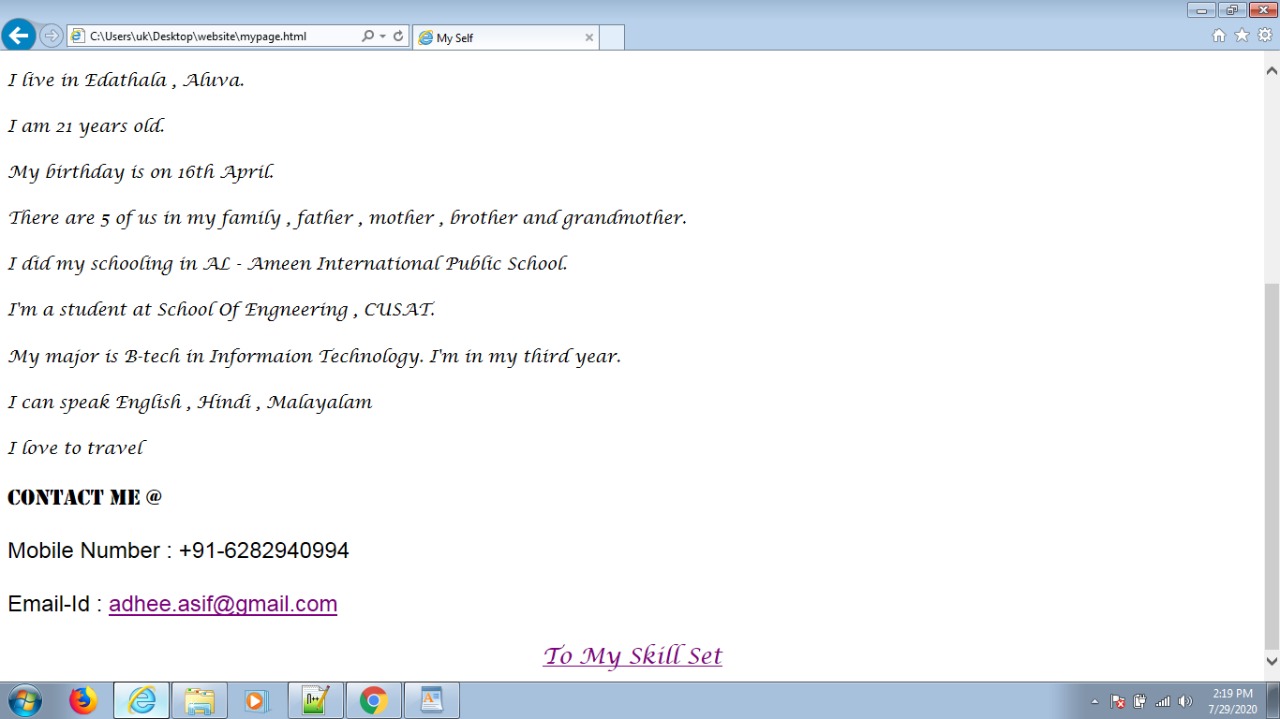 C:\Users\uk\Desktop\website\mypage.html
My Self
I live in Edathala , Aluva.
I am 21 years old.
My birthday is on 16th April.
There are 5 of us in my family , father , mother , brother and grandmother.
I did my schooling in AL - Ameen International Public School.
I'm a student at School Of Engneering , CUSAT.
My major is B-tech in Informaion Technology. I'm in my third year.
I can speak English , Hindi , Malayalam
I love to travel
CONTACT ME @
Mobile Number : +91-6282940994
Email-Id : adhee.asif@gmail.com
To My Skill Set
2:19 PM
7/29/2020